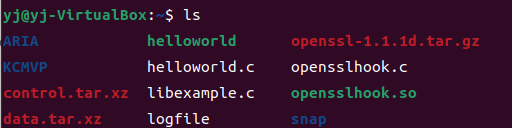 yj@yj-VirtualBox:~$ ls
ARIA helloworld openssl-1.1.1d.tar.gz
KCMVP helloworld.c opensslhook.c
control.tar.xz libexample.c opensslhook.so
data.tar.xz logfile snap